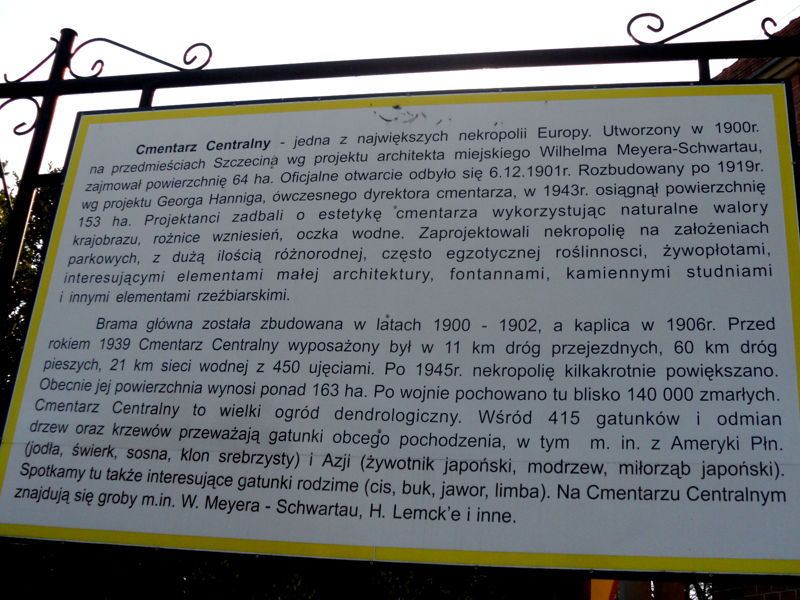 Cmentarz Centralny - jedna z największych nekropolii Europy. Utworzony w 1900r.
na przedmieściach Szczecina wg projektu architekta miejskiego Wilhelma Meyera-Schwartau,
zajmował powierzchnię 64 ha. Oficjalne otwarcie odbyło się 6.12.1901r. Rozbudowany po 1919r.
wg projektu Georga Hanniga, ówczesnego dyrektora cmentarza, w 1943r. osiągnął powierzchnię
153 ha. Projektanci zadbali o estetykę cmentarza wykorzystując naturalne walory
krajobrazu, rożnice wzniesień, oczka wodne. Zaprojektowali nekropolię na założeniach
parkowych, z dużą ilością różnorodnej, często egzotycznej roślinnosci, żywopłotami,
interesującymi elementami małej architektury, fontannami, kamiennymi studniami
i innymi elementami rzeźbiarskimi.
Brama główna została zbudowana w latach 1900 - 1902, a kaplica w 1906r. Przed
rokiem 1939 Cmentarz Centralny wyposażony był w 11 km dróg przejezdnych, 60 km dróg
pieszych, 21 km sieci wodnej z 450 ujęciami. Po 1945r. nekropolię kilkakrotnie powiększano.
Obecnie jej powierzchnia wynosi ponad 163 ha. Po wojnie pochowano tu blisko 140 000 zmarłych.
Cmentarz Centralny to wielki ogród dendrologiczny. Wśród 415 gatunków i odmian
drzew oraz krzewów przeważają gatunki obcego pochodzenia, w tym m. in. z Ameryki Płn.
(jodła, świerk, sosna, klon srebrzysty) i Azji (żywotnik japoński, modrzew, miłorząb japoński).
Spotkamy tu także interesujące gatunki rodzime (cis, buk, jawor, limba). Na Cmentarzu Centralnym
znajdują się groby m.in. W. Meyera - Schwartau, H. Lemck'e i inne.